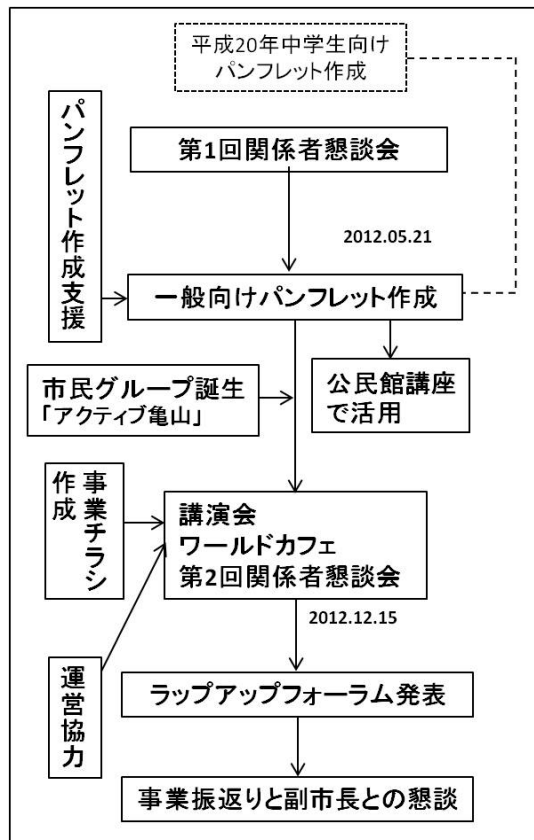 平成20年中学生向け
パンフレット作成
パンフレット作成支援
第1回関係者懇談会
2012.05.21
一般向けパンフレット作成
市民グループ誕生
「アクティブ亀山」
公民館講座
で活用
事業チラシ
作成
講演会
ワールドカフェ
第2回関係者懇談会
2012.12.15
運営協力
ラップアップフォーラム発表
事業振返りと副市長との懇談